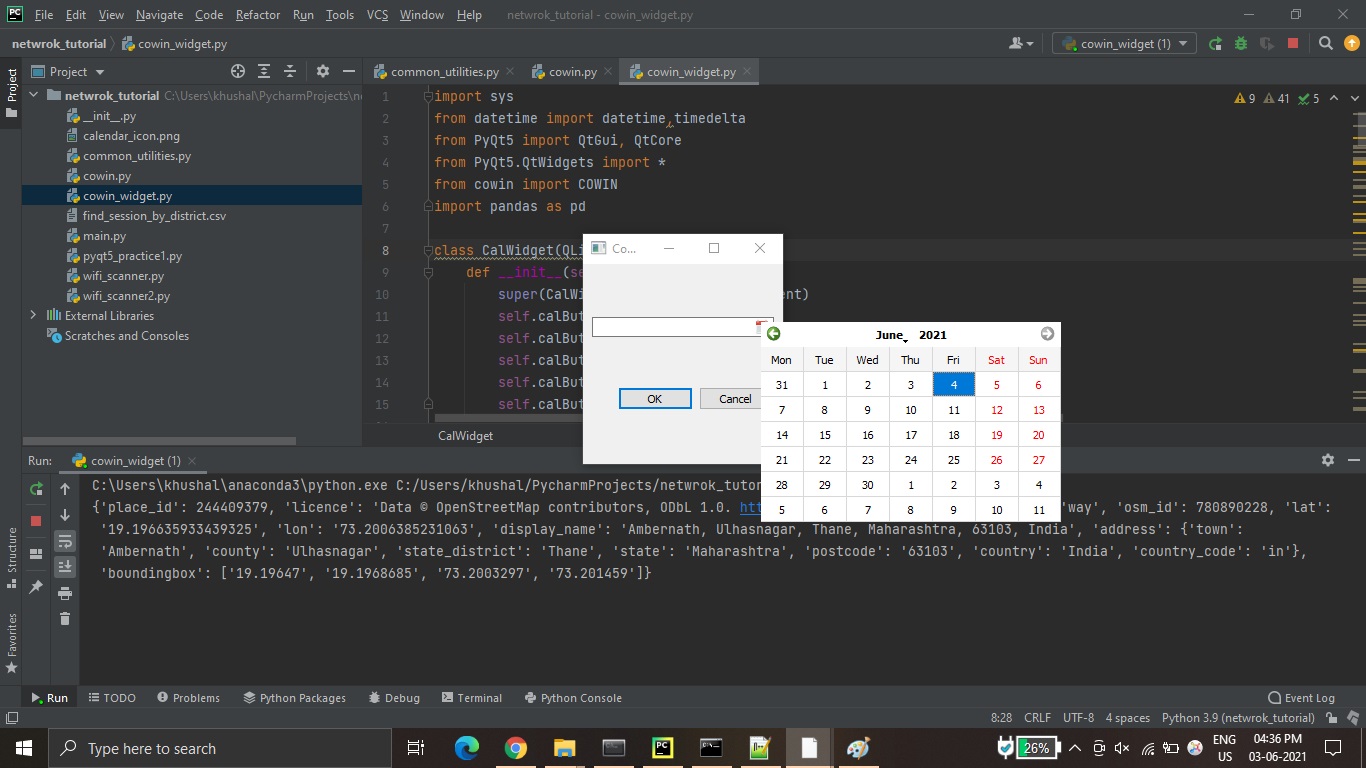 PC File Edit View Navigate Code Refactor Run Tools VCS Window Help netwrok_tutorial - cowin_widget.py
netwrok_tutorial cowin_widget.py cowin_widget (1)
Project
Project common_utilities.py cowin.py cowin_widget.py
netwrok_tutorial C:\Users\khushal\PycharmProjects\ne
__init__.py
calendar_icon.png
common_utilities.py
cowin.py
cowin_widget.py
find_session_by_district.csv
main.py
pyqt5_practice1.py
wifi_scanner.py
wifi_scanner2.py
External Libraries
Scratches and Consoles
9 41 5
1 import sys
2 from datetime import datetime,timedelta
3 from PyQt5 import QtGui, QtCore
4 from PyQt5.QtWidgets import *
5 from cowin import COWIN
6 import pandas as pd
7
8 class CalWidget(QLi
9 def __init__(se
10 super(CalWi ent)
11 self.calBut
12 self.calBut
13 self.calBut
14 self.calBut
15 self.calBut
CalWidget
Co...
OK Cancel
June 2021
Mon Tue Wed Thu Fri Sat Sun
31 1 2 3 4 5 6
7 8 9 10 11 12 13
14 15 16 17 18 19 20
21 22 23 24 25 26 27
28 29 30 1 2 3 4
5 6 7 8 9 10 11
Run: cowin_widget (1)
C:\Users\khushal\anaconda3\python.exe C:/Users/khushal/PycharmProjects/netwrok_tutor
{'place_id': 244409379, 'licence': 'Data © OpenStreetMap contributors, ODbL 1.0. htt 'way', 'osm_id': 780890228, 'lat':
'19.196635933439325', 'lon': '73.2006385231063', 'display_name': 'Ambernath, Ulhasnagar, Thane, Maharashtra, 63103, India', 'address': {'town':
'Ambernath', 'county': 'Ulhasnagar', 'state_district': 'Thane', 'state': 'Maharashtra', 'postcode': '63103', 'country': 'India', 'country_code': 'in'},
'boundingbox': ['19.19647', '19.1968685', '73.2003297', '73.201459']}
Structure
Favorites
Run TODO Problems Python Packages Debug Terminal Python Console Event Log
8:28 CRLF UTF-8 4 spaces Python 3.9 (netwrok_tutorial)
Type here to search
PC
26%
ENG
US
04:36 PM
03-06-2021